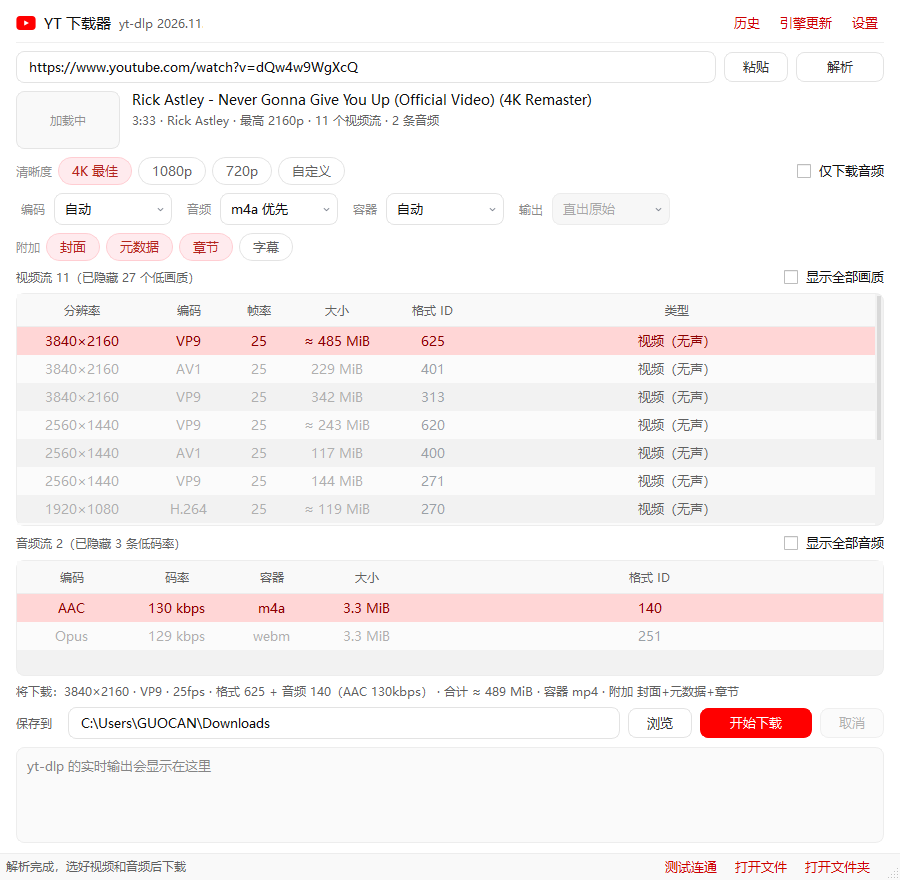 YT 下载器 yt-dlp 2026.11 历史 引擎更新 设置
https://www.youtube.com/watch?v=dQw4w9WgXcQ 粘贴 解析
加载中
Rick Astley - Never Gonna Give You Up (Official Video) (4K Remaster)
3:33 · Rick Astley · 最高 2160p · 11 个视频流 · 2 条音频
清晰度 4K 最佳 1080p 720p 自定义 仅下载音频
编码 自动 音频 m4a 优先 容器 自动 输出 直出原始
附加 封面 元数据 章节 字幕
视频流 11（已隐藏 27 个低画质） 显示全部画质
分辨率 编码 帧率 大小 格式 ID 类型
3840×2160 VP9 25 ≈ 485 MiB 625 视频（无声）
3840×2160 AV1 25 229 MiB 401 视频（无声）
3840×2160 VP9 25 342 MiB 313 视频（无声）
2560×1440 VP9 25 ≈ 243 MiB 620 视频（无声）
2560×1440 AV1 25 117 MiB 400 视频（无声）
2560×1440 VP9 25 144 MiB 271 视频（无声）
1920×1080 H.264 25 ≈ 119 MiB 270 视频（无声）
音频流 2（已隐藏 3 条低码率） 显示全部音频
编码 码率 容器 大小 格式 ID
AAC 130 kbps m4a 3.3 MiB 140
Opus 129 kbps webm 3.3 MiB 251
将下载：3840×2160 · VP9 · 25fps · 格式 625 + 音频 140（AAC 130kbps） · 合计 ≈ 489 MiB · 容器 mp4 · 附加 封面+元数据+章节
保存到 C:\Users\GUOCAN\Downloads 浏览 开始下载 取消
yt-dlp 的实时输出会显示在这里
解析完成，选好视频和音频后下载 测试连通 打开文件 打开文件夹